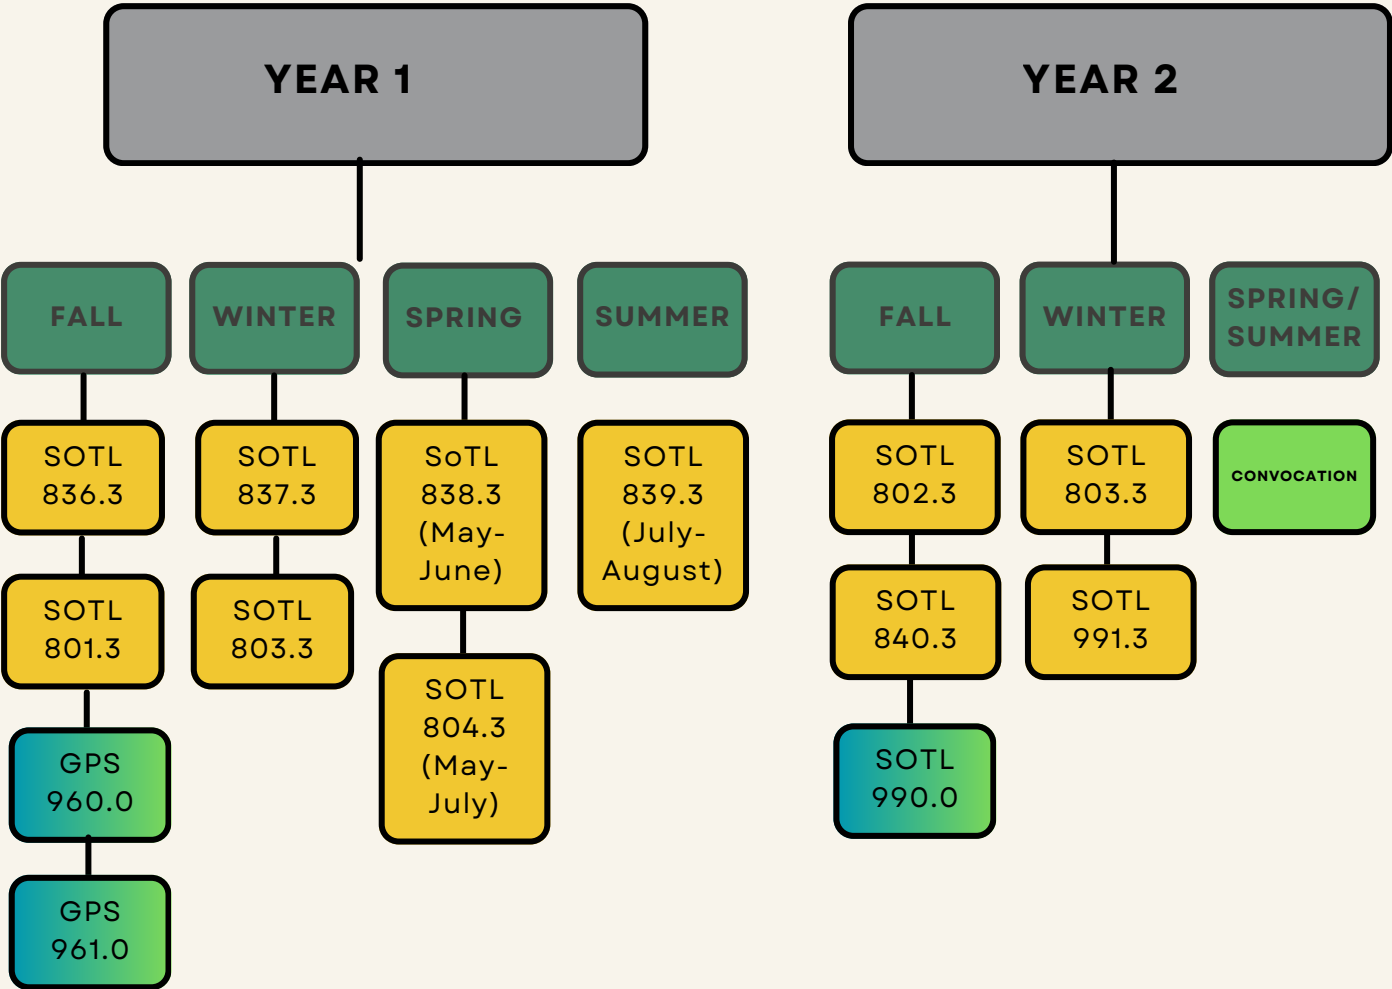 YEAR 1
YEAR 2
FALL
WINTER
SPRING
SUMMER
FALL
WINTER
SPRING/
SUMMER
SOTL
836.3
SOTL
801.3
GPS
960.0
GPS
961.0
SOTL
837.3
SOTL
803.3
SoTL
838.3
(May-
June)
SOTL
804.3
(May-
July)
SOTL
839.3
(July-
August)
SOTL
802.3
SOTL
840.3
SOTL
990.0
SOTL
803.3
SOTL
991.3
CONVOCATION